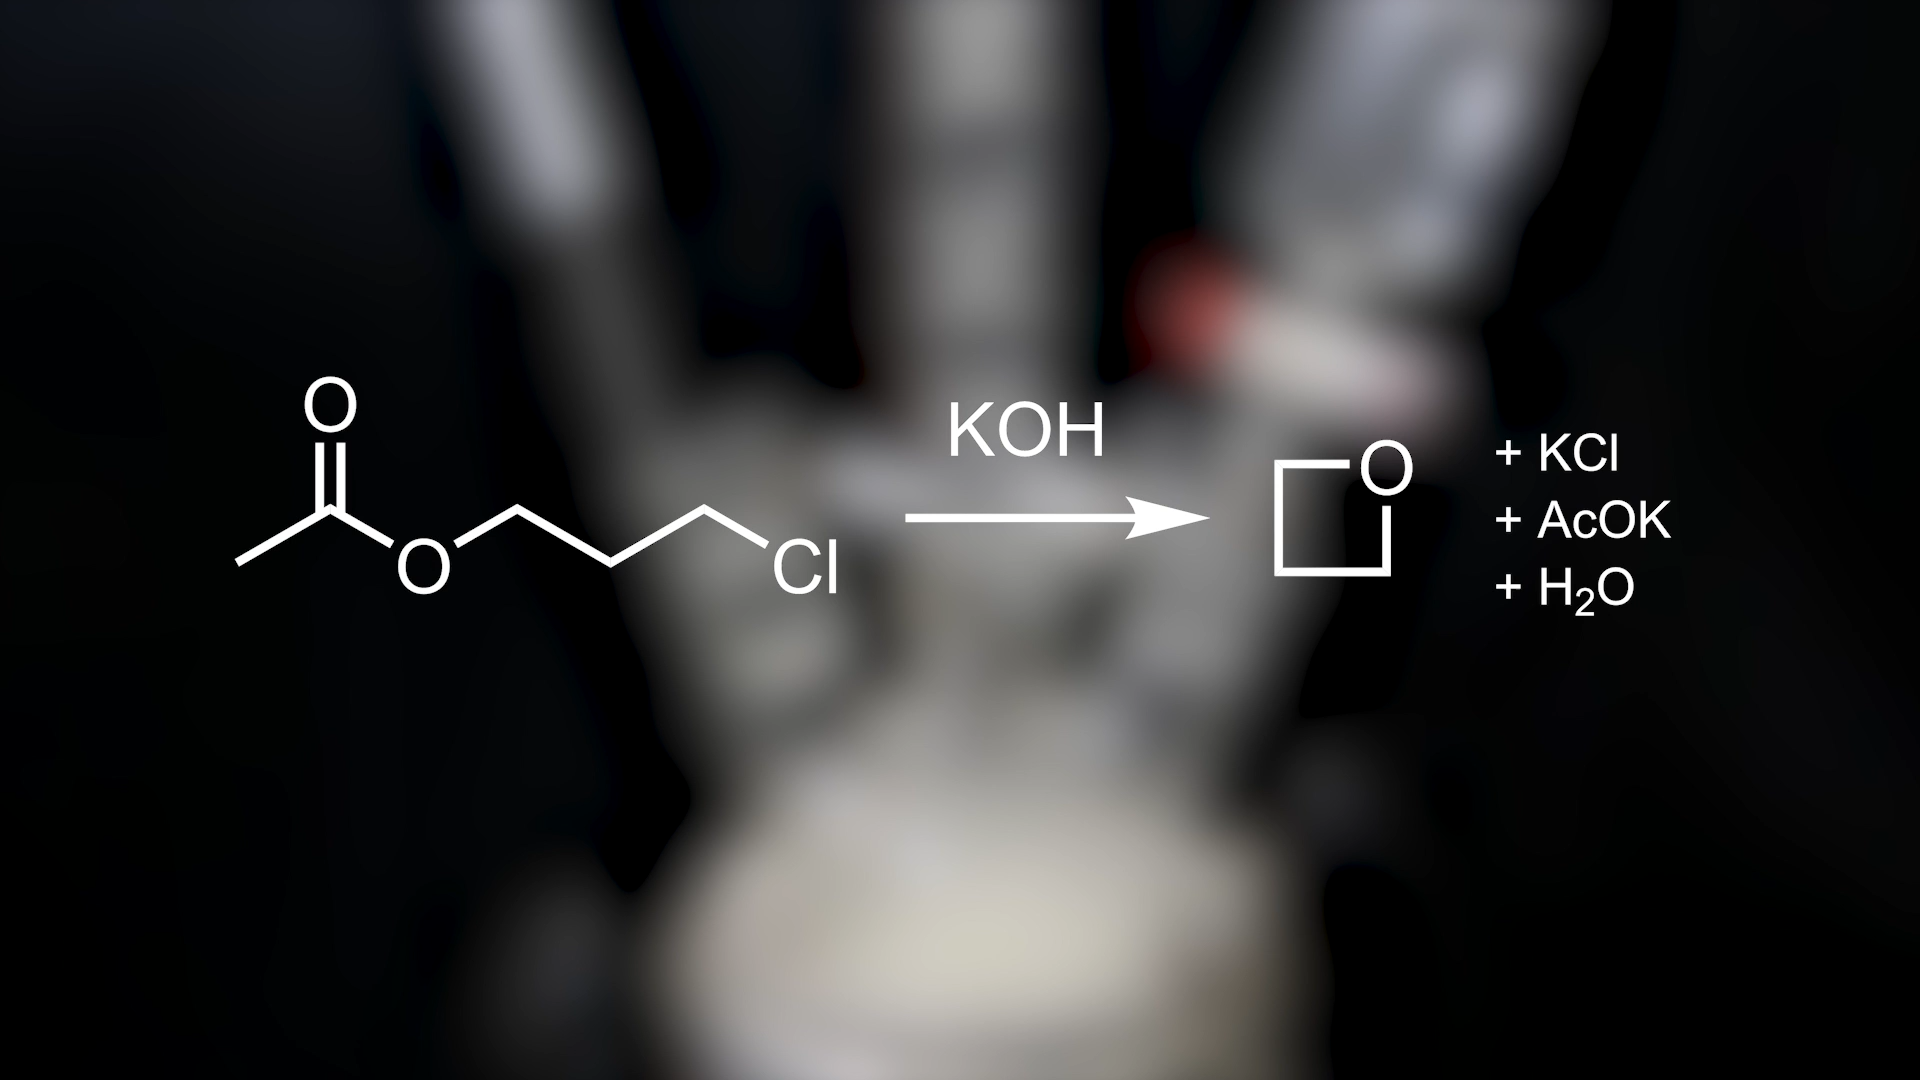 O
O
Cl
KOH
O
+ KCl
+ AcOK
+ H₂O